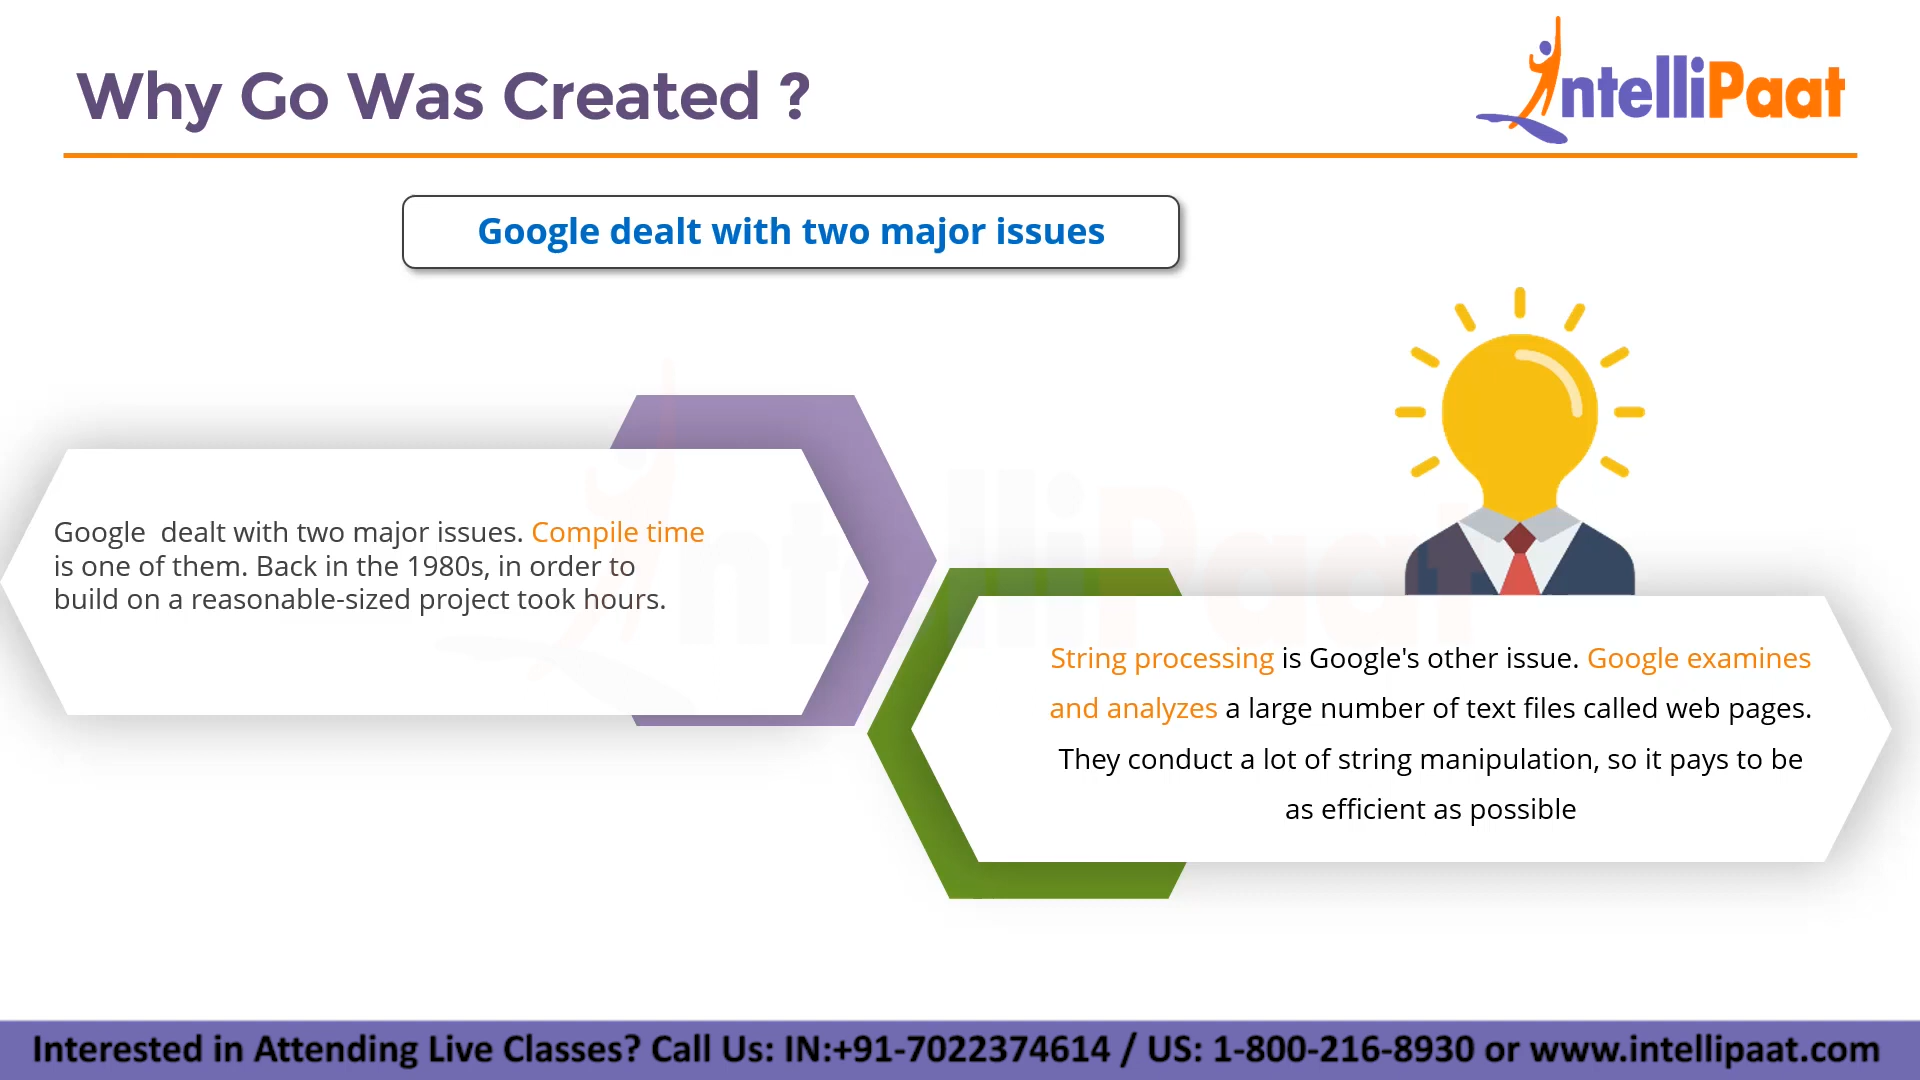 Why Go Was Created ?
IntelliPaat
Google dealt with two major issues
Google  dealt with two major issues. Compile time
is one of them. Back in the 1980s, in order to
build on a reasonable-sized project took hours.
String processing is Google's other issue. Google examines
and analyzes a large number of text files called web pages.
They conduct a lot of string manipulation, so it pays to be
as efficient as possible
IntelliPaat
Interested in Attending Live Classes? Call Us: IN:+91-7022374614 / US: 1-800-216-8930 or www.intellipaat.com